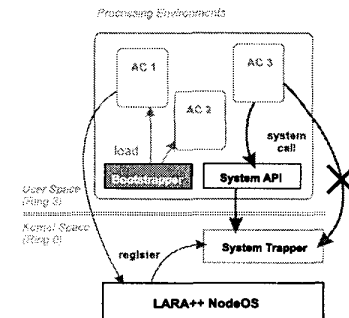 Processing Environments
AC 1
AC 3
AC 2
load
system
call
Bootstrapper
System API
User Space
(Ring 3)
Kernel Space
(Ring 0)
register
System Trapper
LARA++ NodeOS